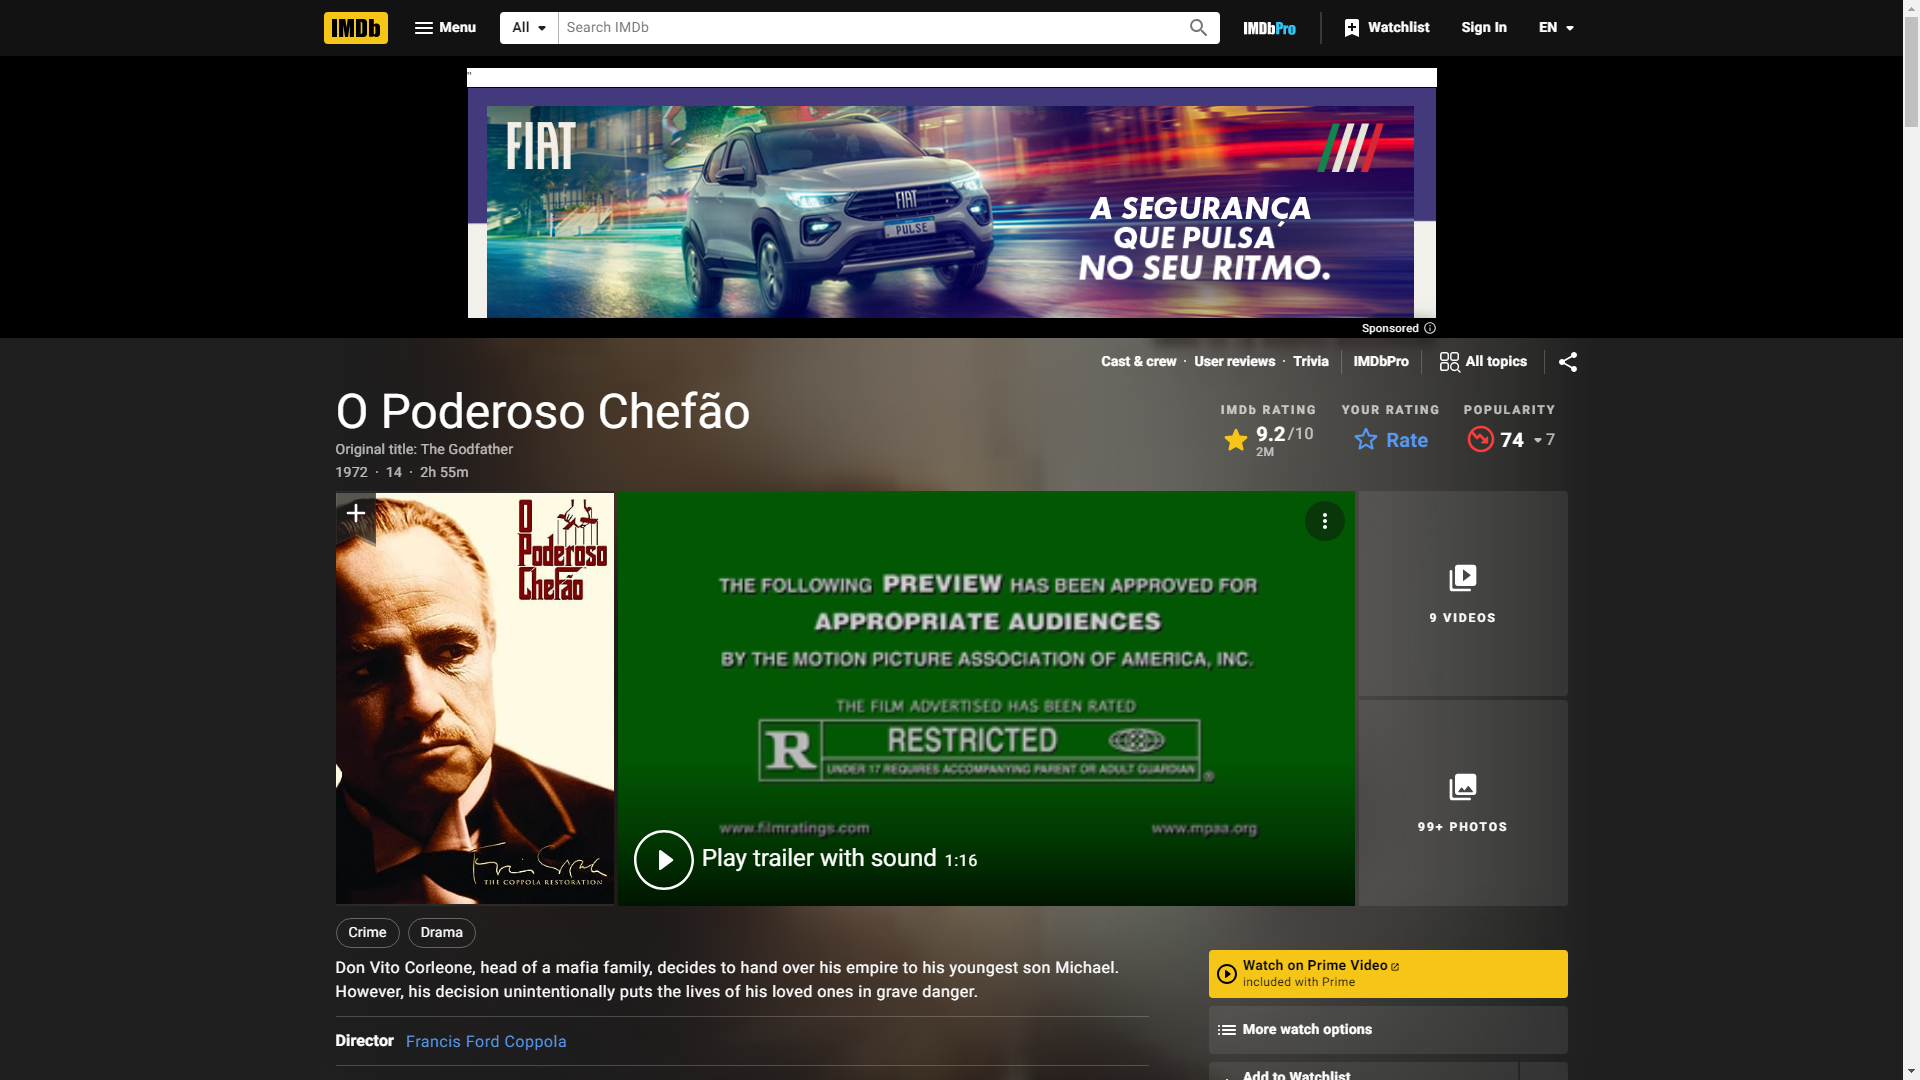 IMDb
Menu
All
Search IMDb
IMDbPro
Watchlist
Sign In
EN
"
FIAT
FIAT
PULSE
A SEGURANÇA
QUE PULSA
NO SEU RITMO.
Sponsored
Cast & crew · User reviews · Trivia
IMDbPro
All topics
O Poderoso Chefão
Original title: The Godfather
1972 · 14 · 2h 55m
IMDb RATING
9.2/10
2M
YOUR RATING
Rate
POPULARITY
74
7
O
Poderoso
Chefão
THE COPPOLA RESTORATION
THE FOLLOWING PREVIEW HAS BEEN APPROVED FOR
APPROPRIATE AUDIENCES
BY THE MOTION PICTURE ASSOCIATION OF AMERICA, INC.
THE FILM ADVERTISED HAS BEEN RATED
R
RESTRICTED
UNDER 17 REQUIRES ACCOMPANYING PARENT OR ADULT GUARDIAN
®
www.filmratings.com
www.mpaa.org
Play trailer with sound 1:16
9 VIDEOS
99+ PHOTOS
Crime
Drama
Don Vito Corleone, head of a mafia family, decides to hand over his empire to his youngest son Michael.
However, his decision unintentionally puts the lives of his loved ones in grave danger.
Director Francis Ford Coppola
Watch on Prime Video
included with Prime
More watch options
Add to Watchlist